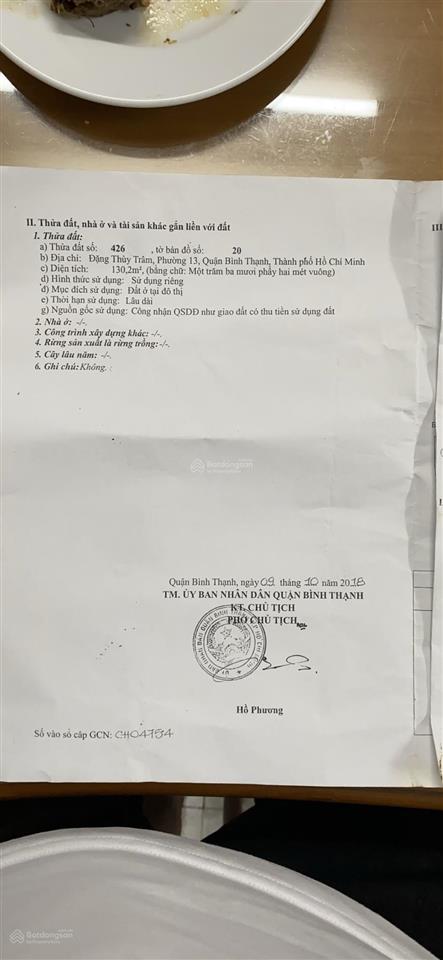 II. Thửa đất, nhà ở và tài sản khác gắn liền với đất
1. Thửa đất:
a) Thửa đất số: 426 , tờ bản đồ số: 20
b) Địa chỉ: Đặng Thùy Trâm, Phường 13, Quận Bình Thạnh, Thành phố Hồ Chí Minh
c) Diện tích: 130,2m², (bằng chữ: Một trăm ba mươi phẩy hai mét vuông)
d) Hình thức sử dụng: Sử dụng riêng
đ) Mục đích sử dụng: Đất ở tại đô thị
e) Thời hạn sử dụng: Lâu dài
g) Nguồn gốc sử dụng: Công nhận QSDĐ như giao đất có thu tiền sử dụng đất
2. Nhà ở: -/-.
3. Công trình xây dựng khác: -/-.
4. Rừng sản xuất là rừng trồng: -/-.
5. Cây lâu năm: -/-.
6. Ghi chú: Không.
Batdongsan
Quận Bình Thạnh, ngày 09 tháng 10 năm 2018
TM. ỦY BAN NHÂN DÂN QUẬN BÌNH THẠNH
KT. CHỦ TỊCH
PHÓ CHỦ TỊCH
Hồ Phương
Số vào sổ cấp GCN: CH04794
Batdongsan